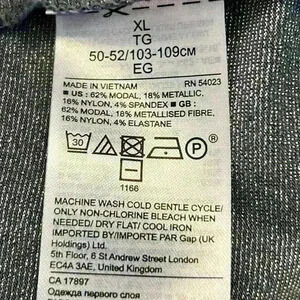 XL
TG
50-52/103-109см
EG
MADE IN VIETNAM RN 54023
■ US : 62% MODAL, 18% METALLIC,
16% NYLON, 4% SPANDEX ■ GB :
62% MODAL, 18% METALLISED FIBRE,
16% NYLON, 4% ELASTANE
30
P
1166
MACHINE WASH COLD GENTLE CYCLE/
ONLY NON-CHLORINE BLEACH WHEN
NEEDED/ DRY FLAT/ COOL IRON
IMPORTED BY/IMPORTE PAR Gap (UK
Holdings) Ltd.
5th Floor, 6 St Andrew Street London
EC4A 3AE, United Kingdom
CA 17897
Одежда первого слоя